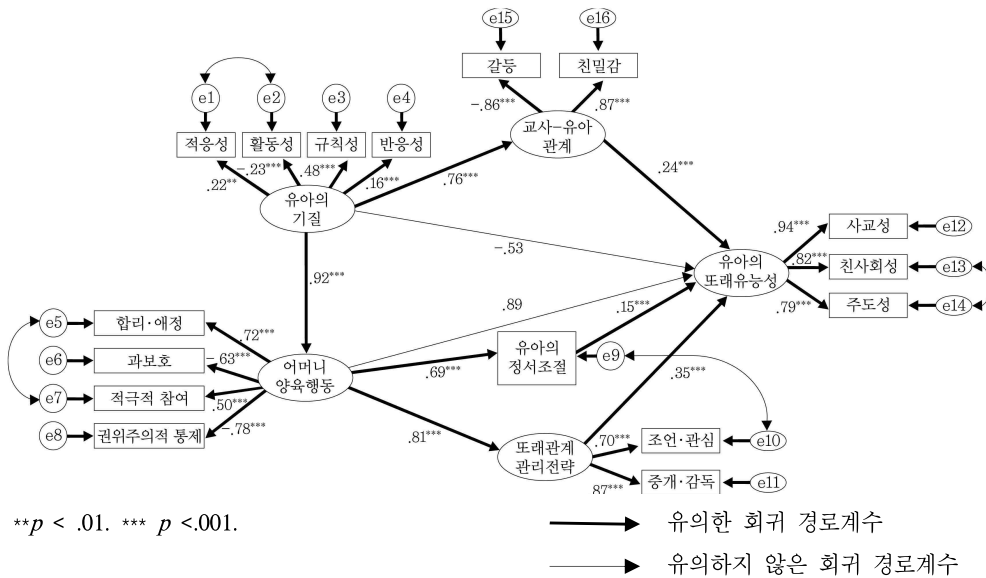 e15
e16
갈등
친밀감
-.86***
.87***
교사-유아
관계
e1
e2
e3
e4
적응성
활동성
규칙성
반응성
.22**
-.23***
.48***
.16***
.76***
유아의
기질
.24***
-.53
.92***
.94***
사교성
e12
유아의
또래유능성
.82***
친사회성
e13
.79***
주도성
e14
.89
.15***
e5
합리·애정
.72***
e6
과보호
-.63***
어머니
양육행동
e7
적극적 참여
.50***
e8
권위주의적 통제
-.78***
.69***
유아의
정서조절
e9
.35***
.81***
또래관계
관리전략
.70***
조언·관심
e10
.87***
중개·감독
e11
**p < .01. *** p <.001.
유의한 회귀 경로계수
유의하지 않은 회귀 경로계수